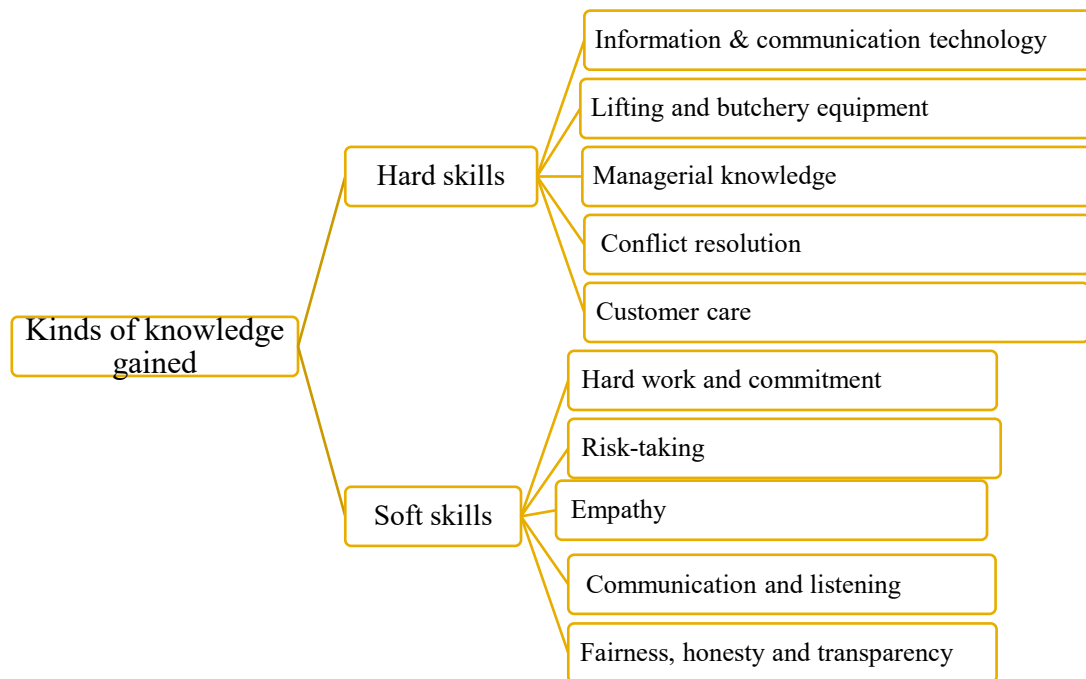 Kinds of knowledge
gained
Hard skills
Information & communication technology
Lifting and butchery equipment
Managerial knowledge
Conflict resolution
Customer care
Soft skills
Hard work and commitment
Risk-taking
Empathy
Communication and listening
Fairness, honesty and transparency